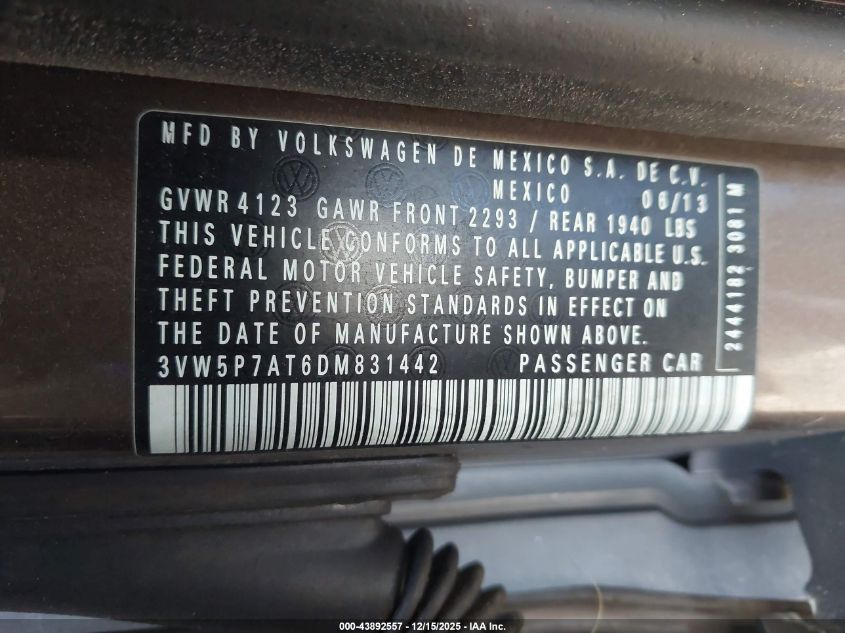 MFD BY VOLKSWAGEN DE MEXICO S.A. DE C.V.
MEXICO 06/13
GVWR 4123 GAWR FRONT 2293 / REAR 1940 LBS
THIS VEHICLE CONFORMS TO ALL APPLICABLE U.S.
FEDERAL MOTOR VEHICLE SAFETY, BUMPER AND
THEFT PREVENTION STANDARDS IN EFFECT ON
THE DATE OF MANUFACTURE SHOWN ABOVE.
3VW5P7AT6DM831442 PASSENGER CAR
2444182 3081 M
000-43892557 - 12/15/2025 - IAA Inc.